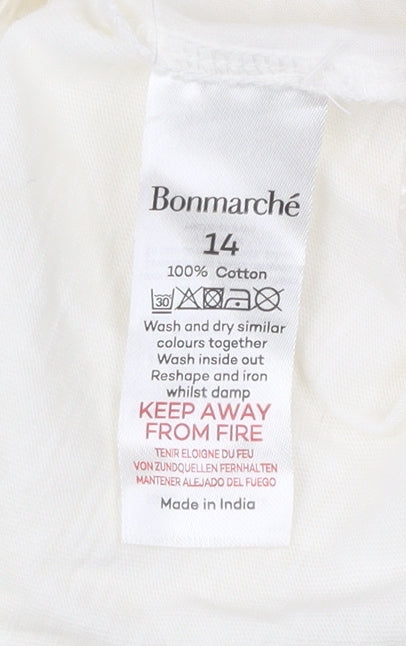 Bonmarché
14
100% Cotton
30
Wash and dry similar
colours together
Wash inside out
Reshape and iron
whilst damp
KEEP AWAY
FROM FIRE
TENIR ELOIGNE DU FEU
VON ZUNDQUELLEN FERNHALTEN
MANTENER ALEJADO DEL FUEGO
Made in India